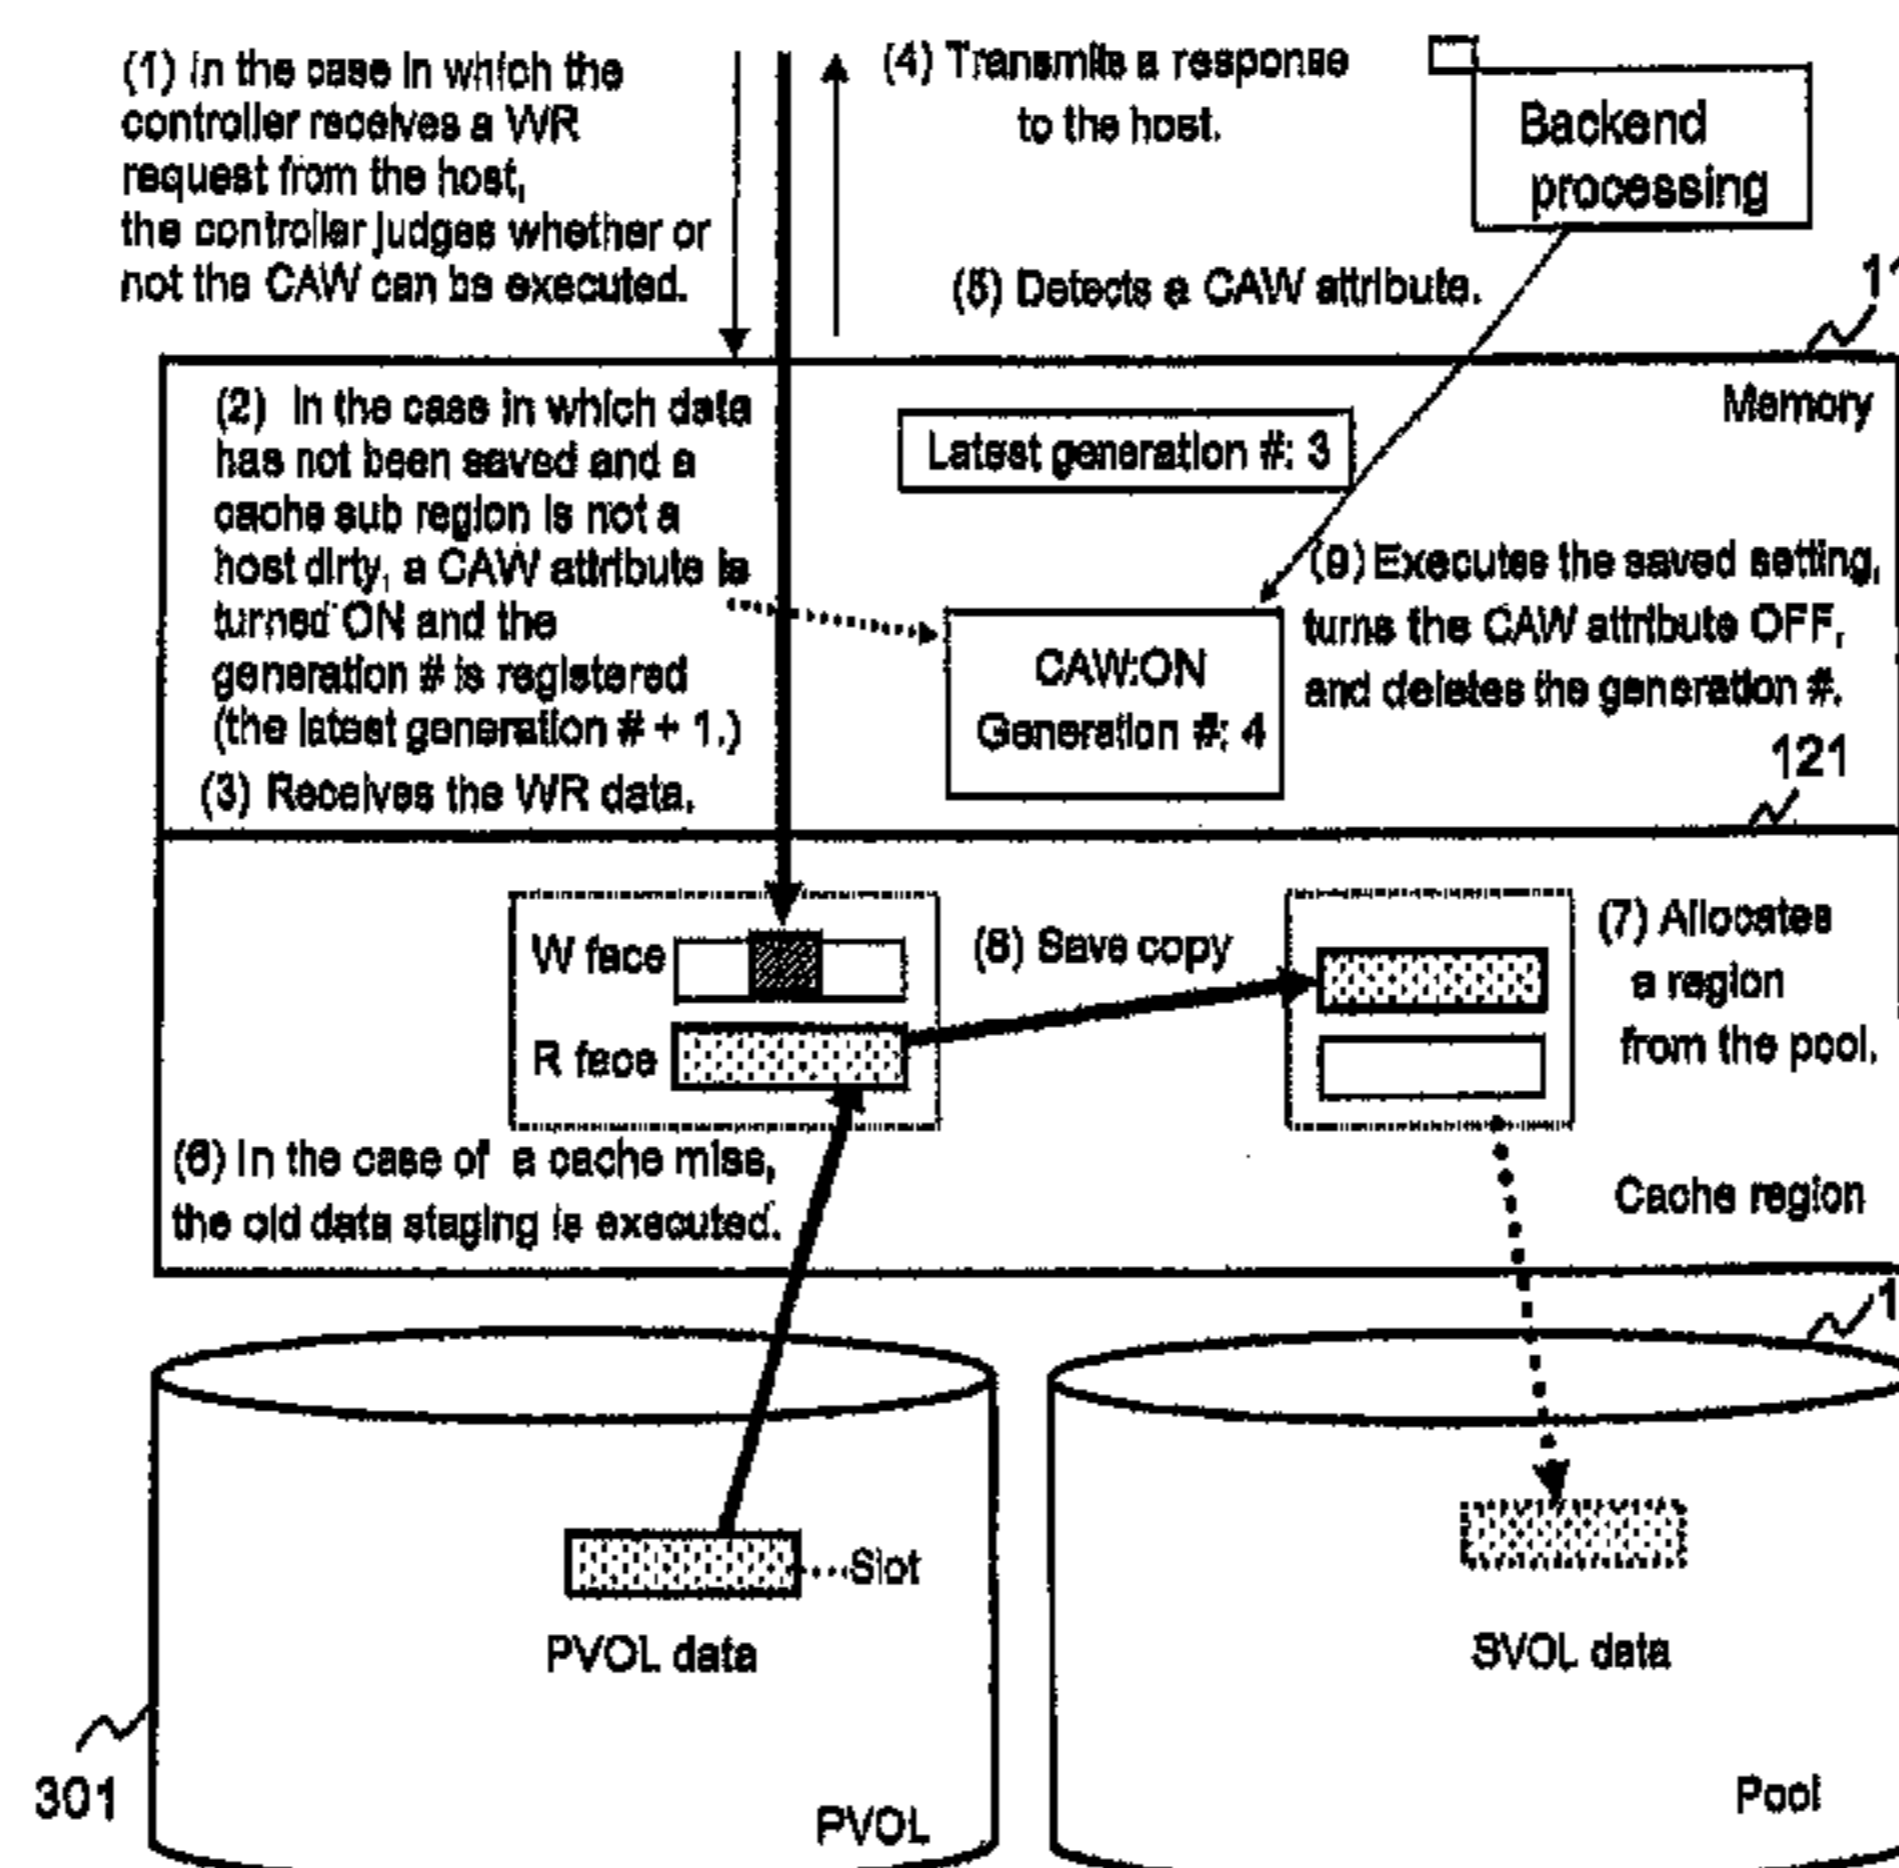 (1) In the case in which the
controller receives a WR
request from the host,
the controller judges whether or
not the CAW can be executed.
(4) Transmits a response
to the host.
Backend
processing
(5) Detects a CAW attribute.
11
Memory
(2) In the case in which data
has not been saved and a
cache sub region is not a
host dirty, a CAW attribute is
turned ON and the
generation # is registered
(the latest generation # + 1.)
(3) Receives the WR data.
Latest generation #: 3
CAW:ON
Generation #: 4
(9) Executes the saved setting,
turns the CAW attribute OFF,
and deletes the generation #.
121
W face
R face
(8) Save copy
(7) Allocates
a region
from the pool.
(6) In the case of a cache miss,
the old data staging is executed.
Cache region
1
Slot
PVOL data
SVOL data
301
PVOL
Pool